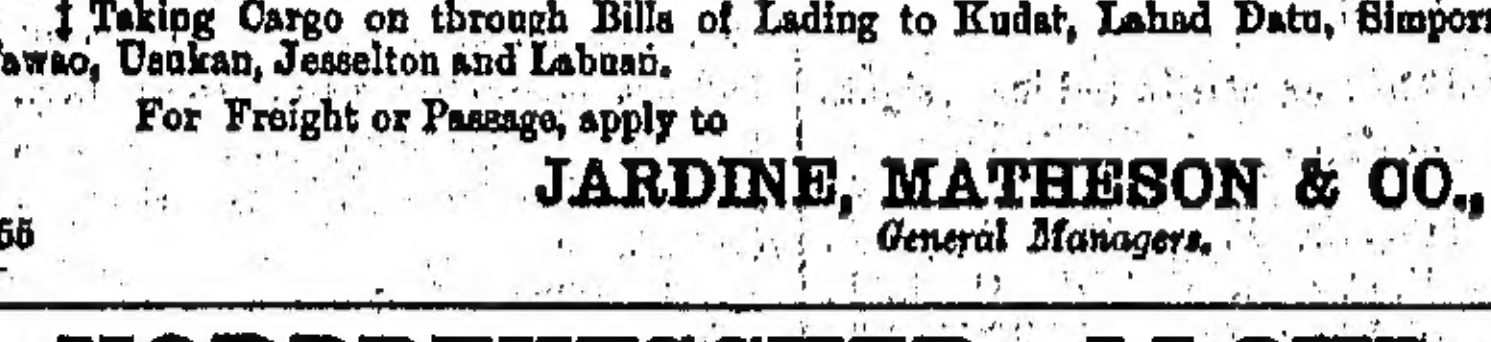 ‡ Taking Cargo on through Bills of Lading to Kudat, Lahad Datu, Simporn
awao, Usukan, Jesselton and Labuan.
For Freight or Passage, apply to
JARDINE, MATHESON & CO.,
General Managers.
55